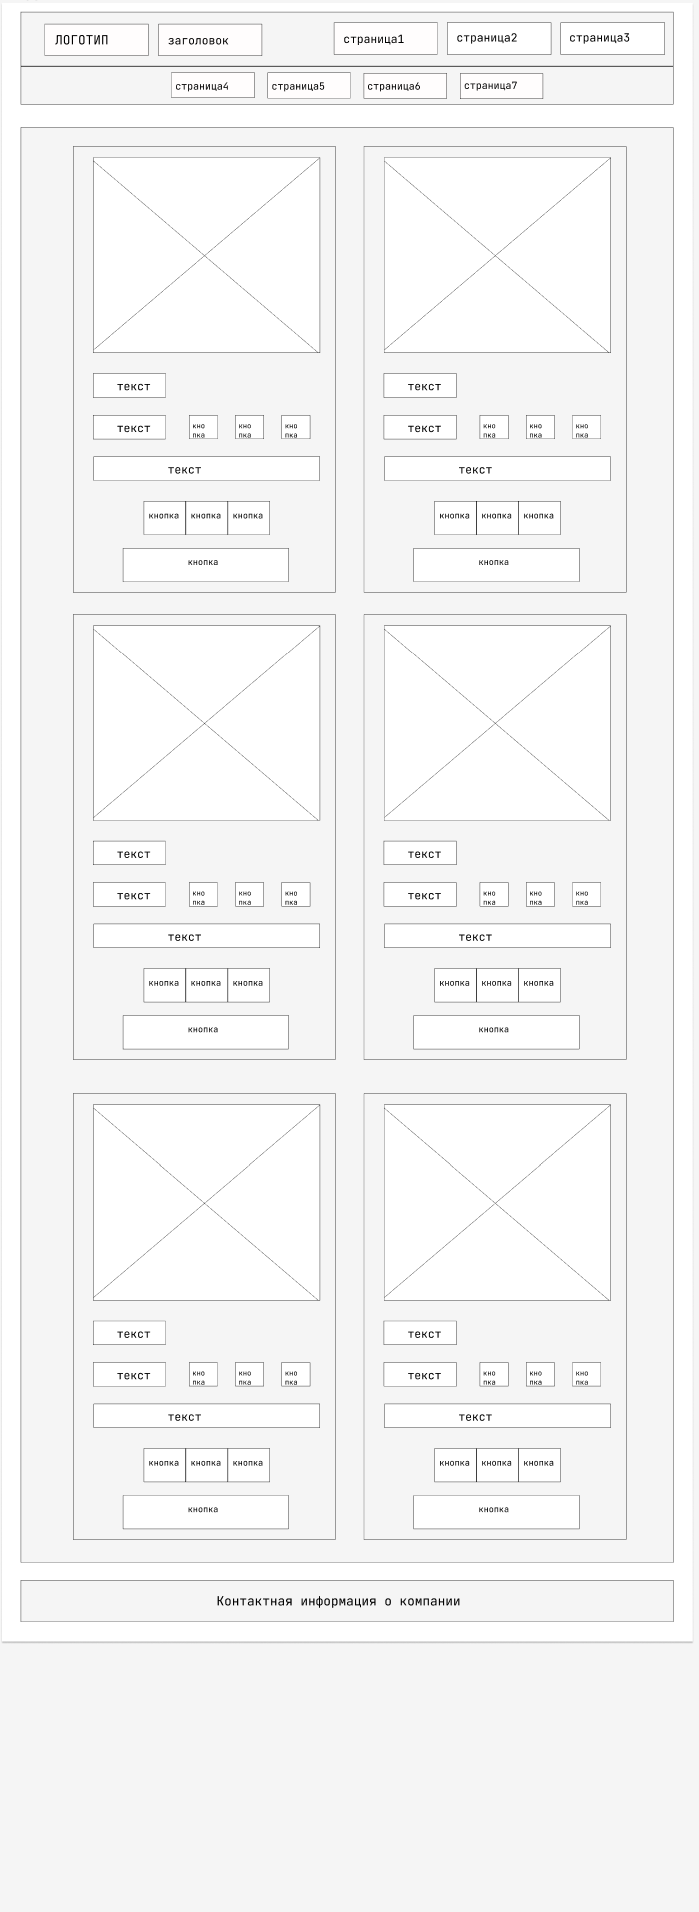 ЛОГОТИП заголовок страница1 страница2 страница3
страница4 страница5 страница6 страница7
текст текст
текст кно кно кно текст кно кно кно
пка пка пка пка пка пка
текст текст
кнопка кнопка кнопка кнопка кнопка кнопка
кнопка кнопка
текст текст
текст кно кно кно текст кно кно кно
пка пка пка пка пка пка
текст текст
кнопка кнопка кнопка кнопка кнопка кнопка
кнопка кнопка
текст текст
текст кно кно кно текст кно кно кно
пка пка пка пка пка пка
текст текст
кнопка кнопка кнопка кнопка кнопка кнопка
кнопка кнопка
Контактная информация о компании